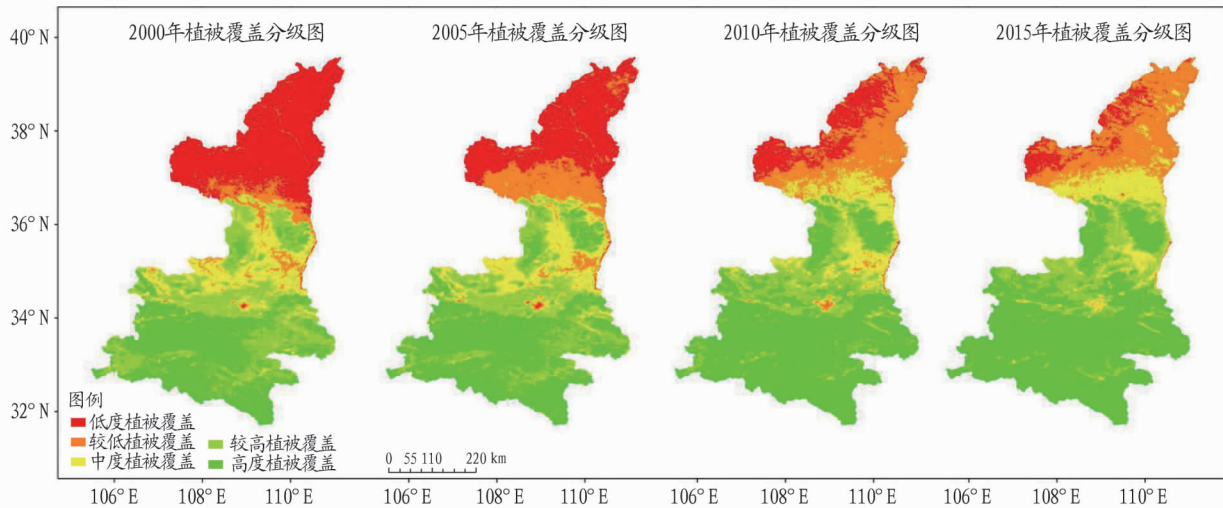 2000年植被覆盖分级图
2005年植被覆盖分级图
2010年植被覆盖分级图
2015年植被覆盖分级图
40° N
38° N
36° N
34° N
32° N
图例
低度植被覆盖
较低植被覆盖
中度植被覆盖
较高植被覆盖
高度植被覆盖
0 55 110 220 km
106° E 108° E 110° E 106° E 108° E 110° E 106° E 108° E 110° E 106° E 108° E 110° E